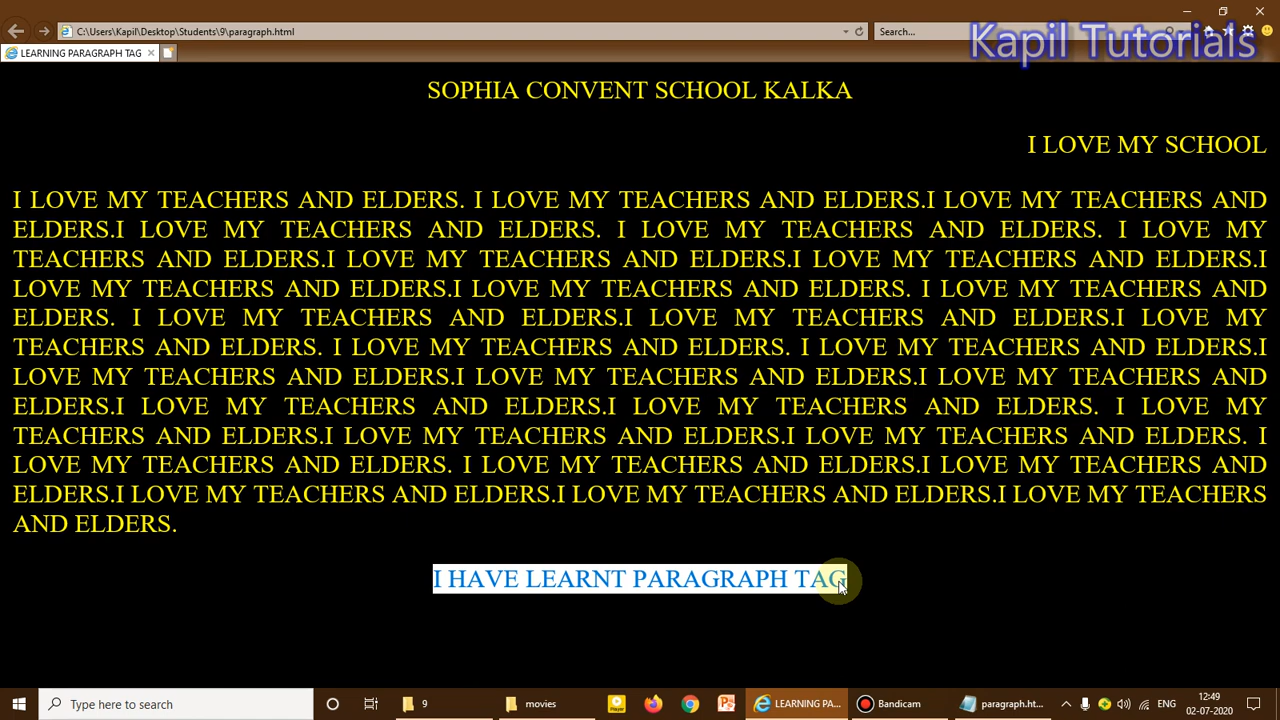 C:\Users\Kapil\Desktop\Students\9\paragraph.html
Search...
Kapil Tutorials
LEARNING PARAGRAPH TAG
SOPHIA CONVENT SCHOOL KALKA
I LOVE MY SCHOOL
I LOVE MY TEACHERS AND ELDERS. I LOVE MY TEACHERS AND ELDERS.I LOVE MY TEACHERS AND
ELDERS.I LOVE MY TEACHERS AND ELDERS. I LOVE MY TEACHERS AND ELDERS. I LOVE MY
TEACHERS AND ELDERS.I LOVE MY TEACHERS AND ELDERS.I LOVE MY TEACHERS AND ELDERS.I
LOVE MY TEACHERS AND ELDERS.I LOVE MY TEACHERS AND ELDERS. I LOVE MY TEACHERS AND
ELDERS. I LOVE MY TEACHERS AND ELDERS.I LOVE MY TEACHERS AND ELDERS.I LOVE MY
TEACHERS AND ELDERS. I LOVE MY TEACHERS AND ELDERS. I LOVE MY TEACHERS AND ELDERS.I
LOVE MY TEACHERS AND ELDERS.I LOVE MY TEACHERS AND ELDERS.I LOVE MY TEACHERS AND
ELDERS.I LOVE MY TEACHERS AND ELDERS.I LOVE MY TEACHERS AND ELDERS. I LOVE MY
TEACHERS AND ELDERS.I LOVE MY TEACHERS AND ELDERS.I LOVE MY TEACHERS AND ELDERS. I
LOVE MY TEACHERS AND ELDERS. I LOVE MY TEACHERS AND ELDERS.I LOVE MY TEACHERS AND
ELDERS.I LOVE MY TEACHERS AND ELDERS.I LOVE MY TEACHERS AND ELDERS.I LOVE MY TEACHERS
AND ELDERS.
I HAVE LEARNT PARAGRAPH TAG
Type here to search
9
movies
Player
LEARNING PA...
Bandicam
paragraph.ht...
ENG
12:49
02-07-2020